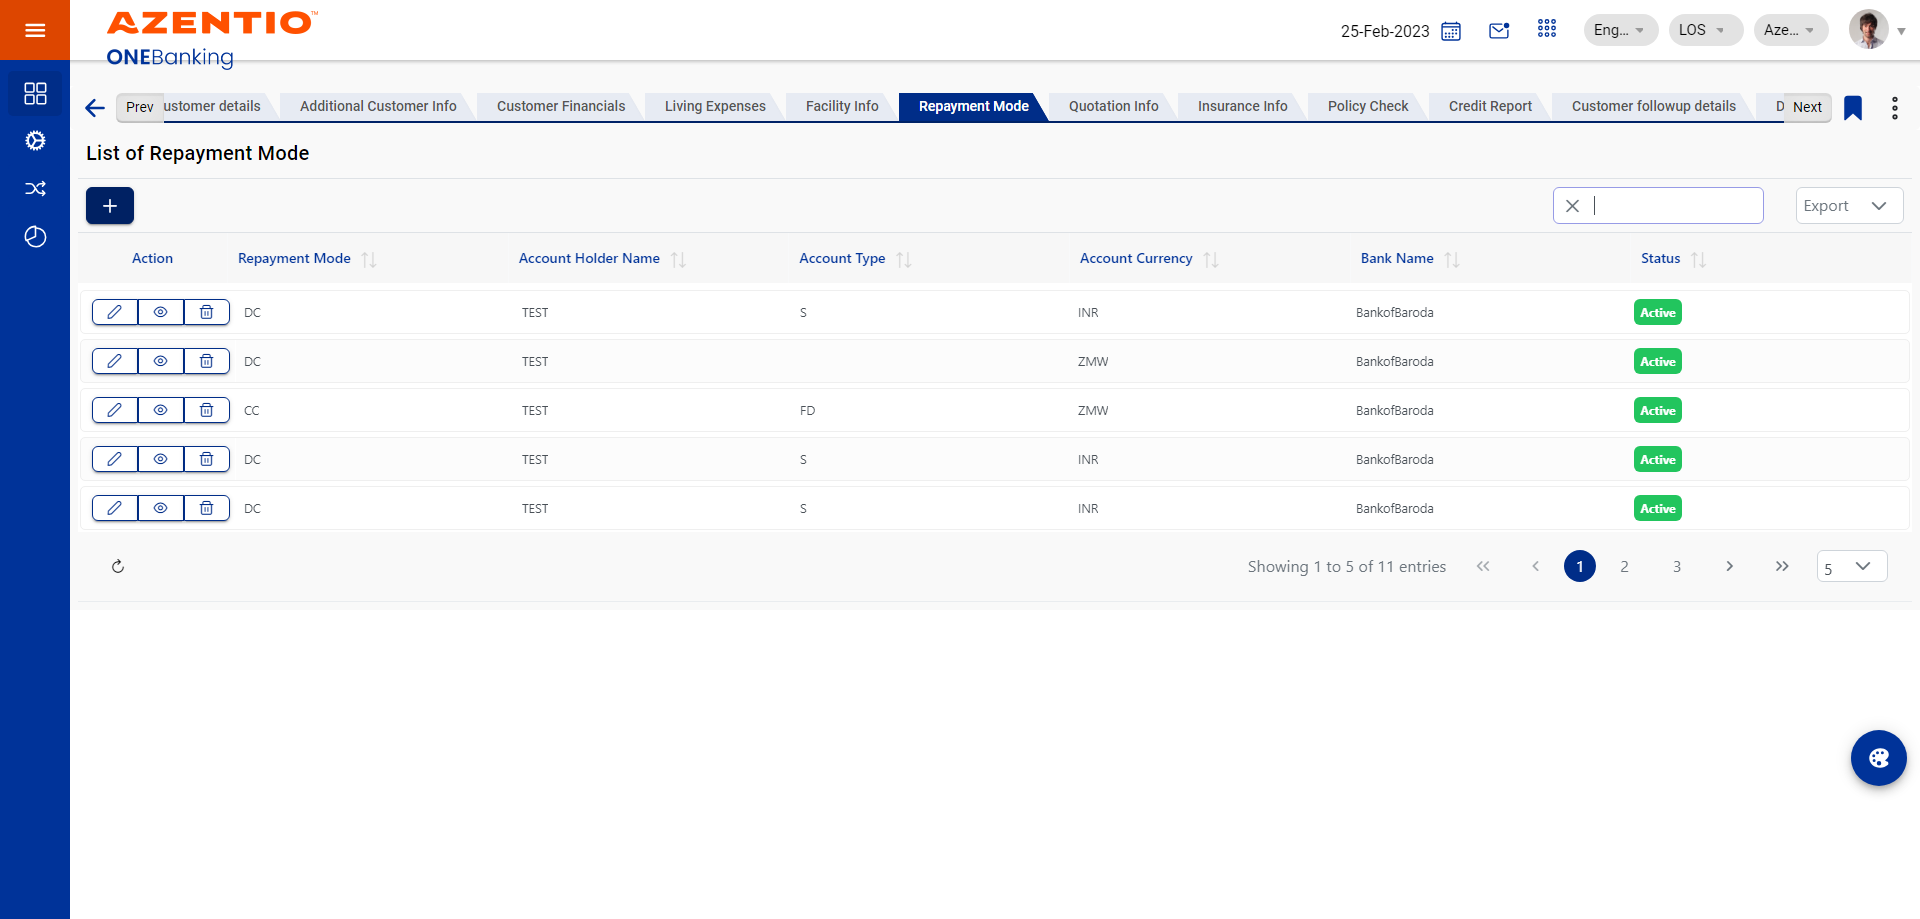 AZENTIO™
ONEBanking
25-Feb-2023
Eng...
LOS
Aze...
Prev
ustomer details
Additional Customer Info
Customer Financials
Living Expenses
Facility Info
Repayment Mode
Quotation Info
Insurance Info
Policy Check
Credit Report
Customer followup details
D
Next
List of Repayment Mode
Export
Action Repayment Mode Account Holder Name Account Type Account Currency Bank Name Status
DC TEST S INR BankofBaroda Active
DC TEST ZMW BankofBaroda Active
CC TEST FD ZMW BankofBaroda Active
DC TEST S INR BankofBaroda Active
DC TEST S INR BankofBaroda Active
Showing 1 to 5 of 11 entries
1 2 3
5